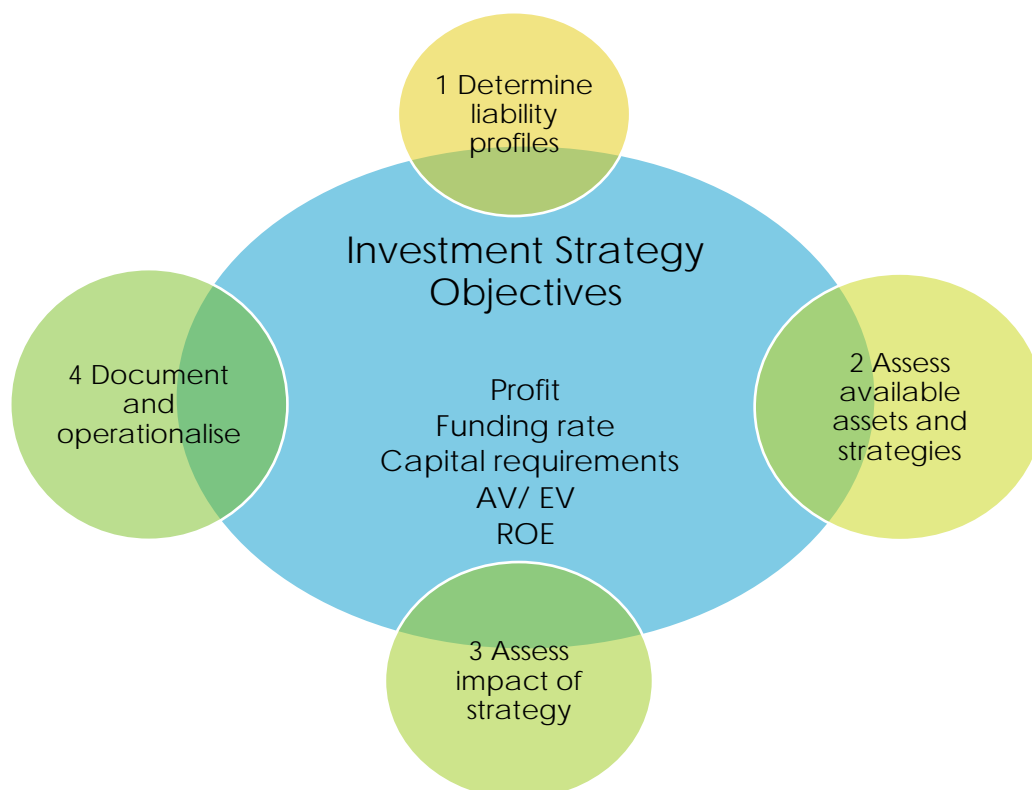 1 Determine
liability
profiles
Investment Strategy
Objectives
Profit
Funding rate
Capital requirements
AV/ EV
ROE
2 Assess
available
assets and
strategies
3 Assess
impact of
strategy
4 Document
and
operationalise